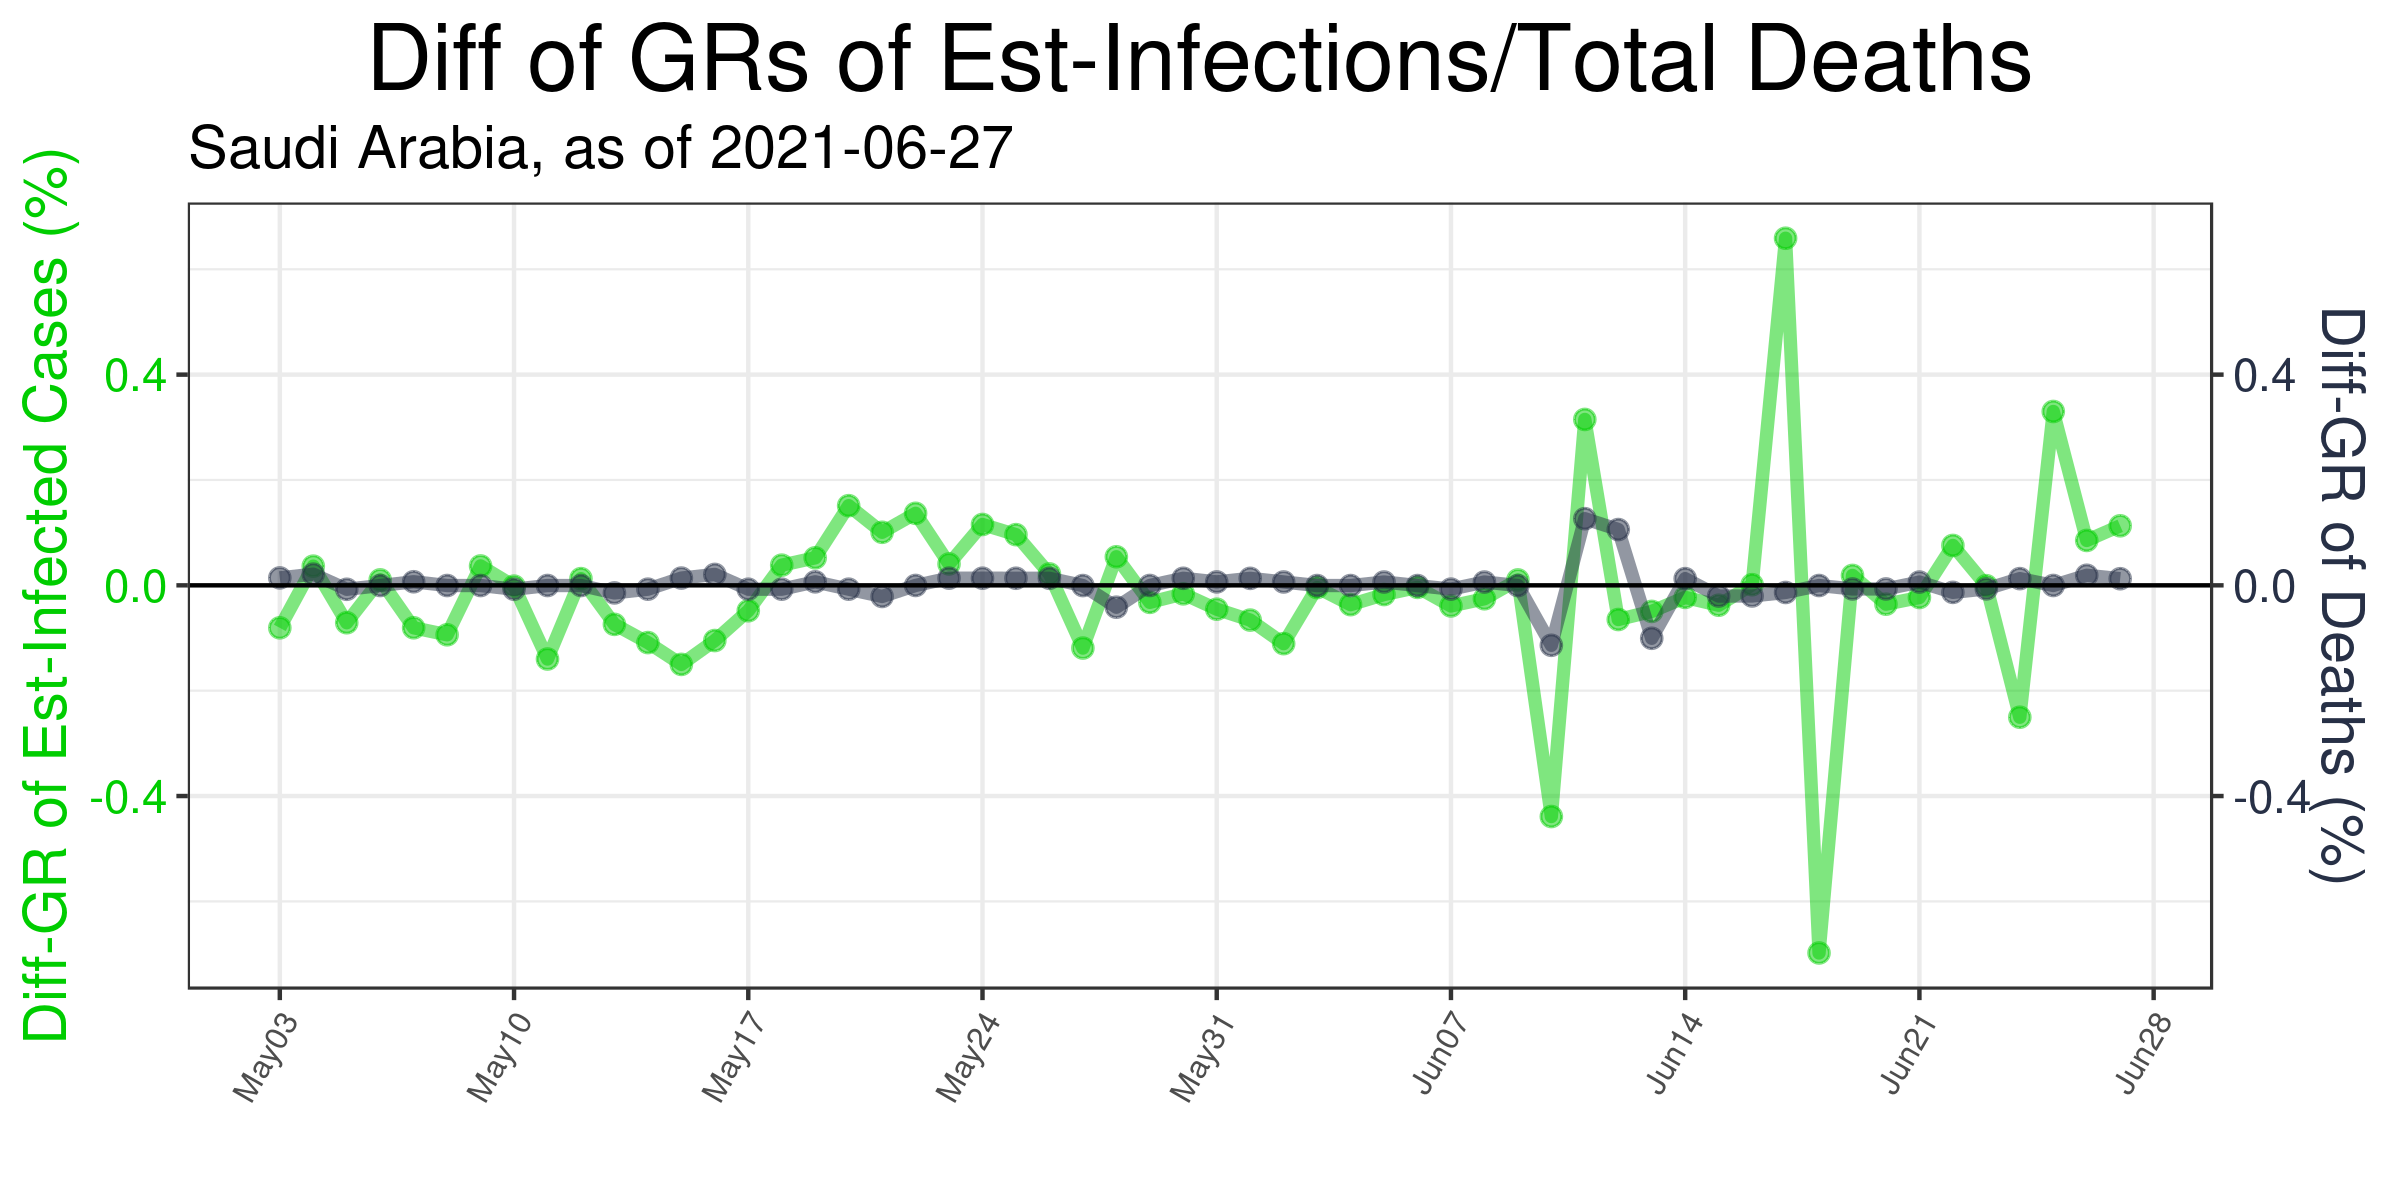 Diff of GRs of Est-Infections/Total Deaths
Saudi Arabia, as of 2021-06-27
Diff-GR of Est-Infected Cases (%)
0.4
0.0
-0.4
0.4
0.0
-0.4
Diff-GR of Deaths (%)
May03
May10
May17
May24
May31
Jun07
Jun14
Jun21
Jun28